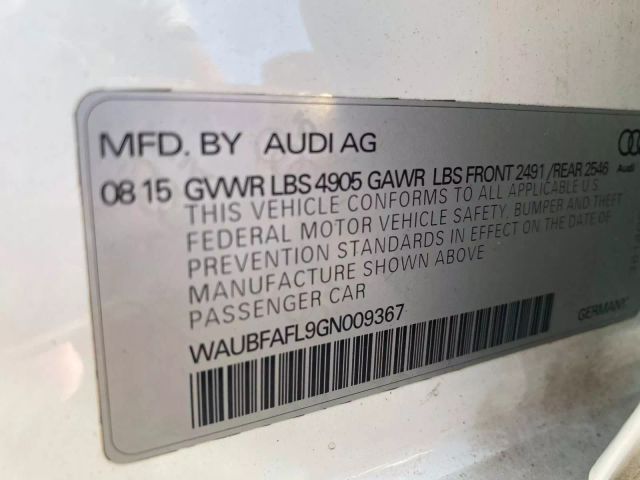 MFD. BY AUDI AG
08 15 GVWR LBS 4905 GAWR LBS FRONT 2491 /REAR 2546
Audi
THIS VEHICLE CONFORMS TO ALL APPLICABLE U S
FEDERAL MOTOR VEHICLE SAFETY, BUMPER AND THEFT
PREVENTION STANDARDS IN EFFECT ON THE DATE OF
MANUFACTURE SHOWN ABOVE
PASSENGER CAR
WAUBFAFL9GN009367
GERMANY